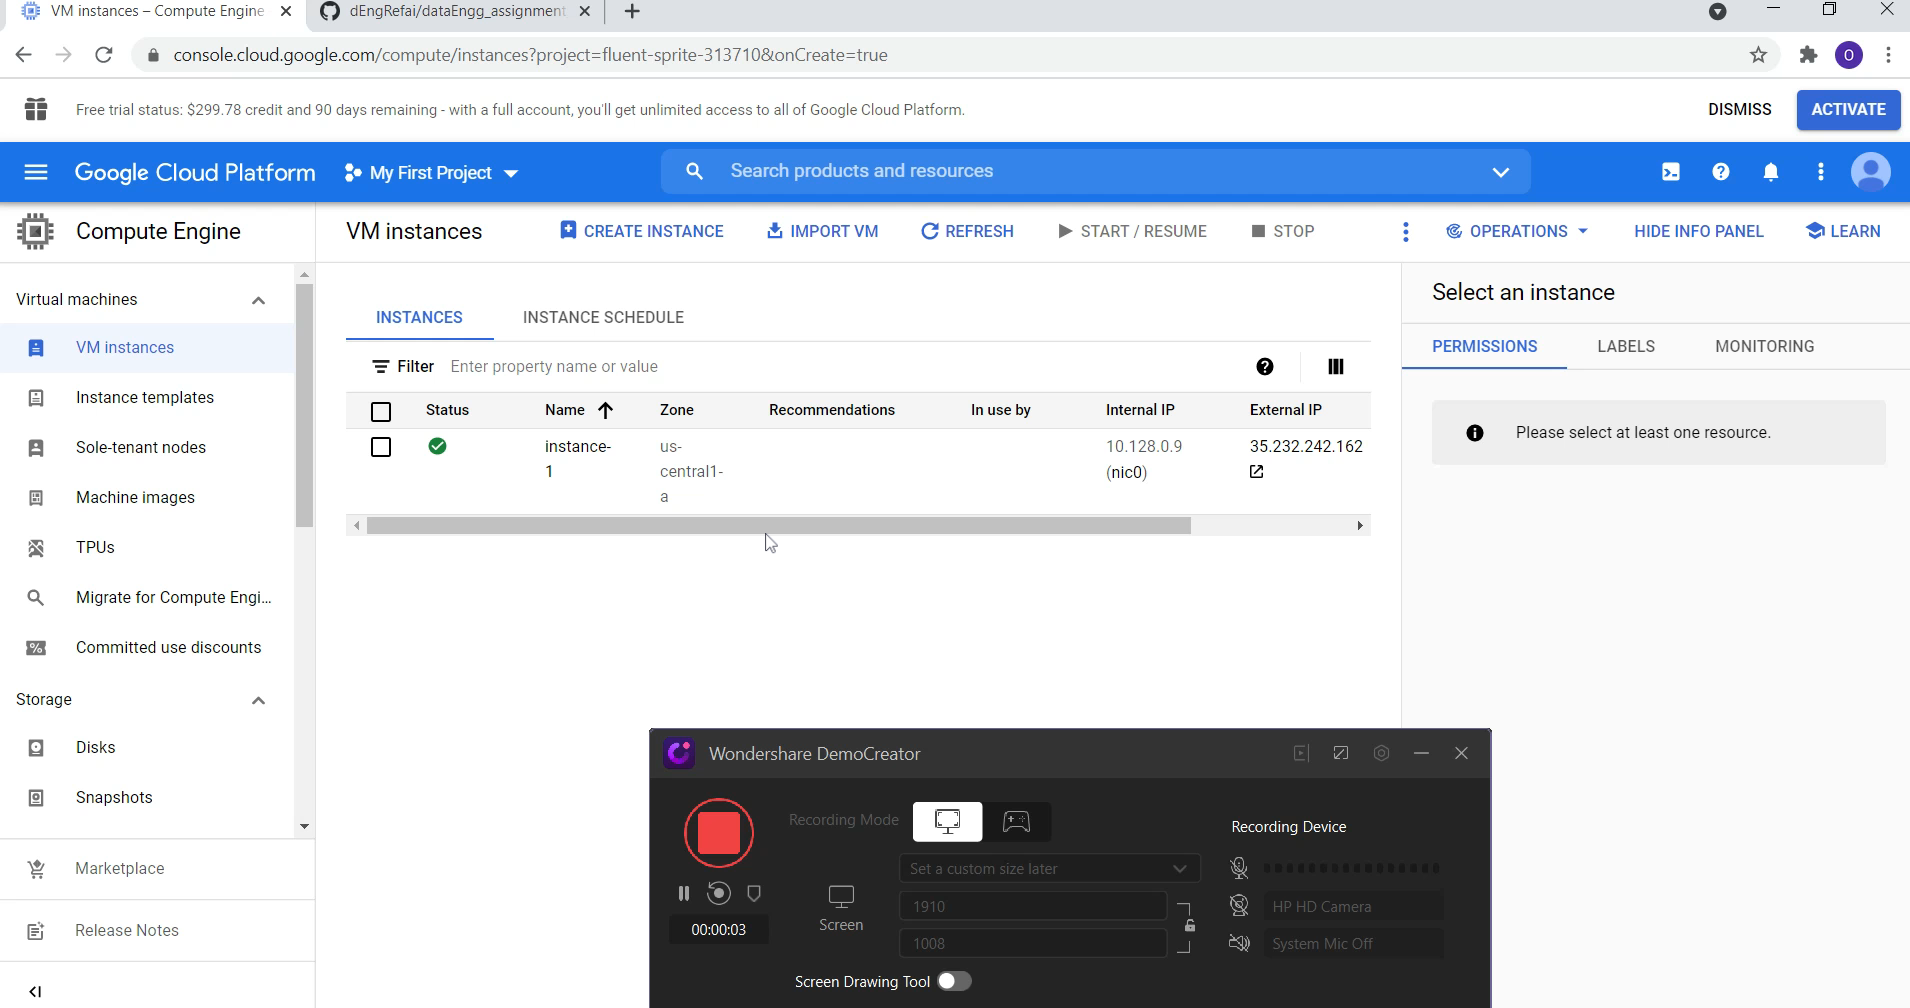 VM instances – Compute Engine
dEngRefai/dataEngg_assignment
console.cloud.google.com/compute/instances?project=fluent-sprite-313710&onCreate=true
O
Free trial status: $299.78 credit and 90 days remaining - with a full account, you'll get unlimited access to all of Google Cloud Platform.
DISMISS
ACTIVATE
Google Cloud Platform
My First Project
Search products and resources
Compute Engine
VM instances
CREATE INSTANCE
IMPORT VM
REFRESH
START / RESUME
STOP
OPERATIONS
HIDE INFO PANEL
LEARN
Virtual machines
VM instances
Instance templates
Sole-tenant nodes
Machine images
TPUs
Migrate for Compute Engi...
Committed use discounts
Storage
Disks
Snapshots
Marketplace
Release Notes
INSTANCES
INSTANCE SCHEDULE
Filter
Enter property name or value
Status
Name
Zone
Recommendations
In use by
Internal IP
External IP
instance-
1
us-
central1-
a
10.128.0.9
(nic0)
35.232.242.162
Select an instance
PERMISSIONS
LABELS
MONITORING
Please select at least one resource.
Wondershare DemoCreator
Recording Mode
Recording Device
Set a custom size later
Screen
1910
1008
HP HD Camera
System Mic Off
00:00:03
Screen Drawing Tool